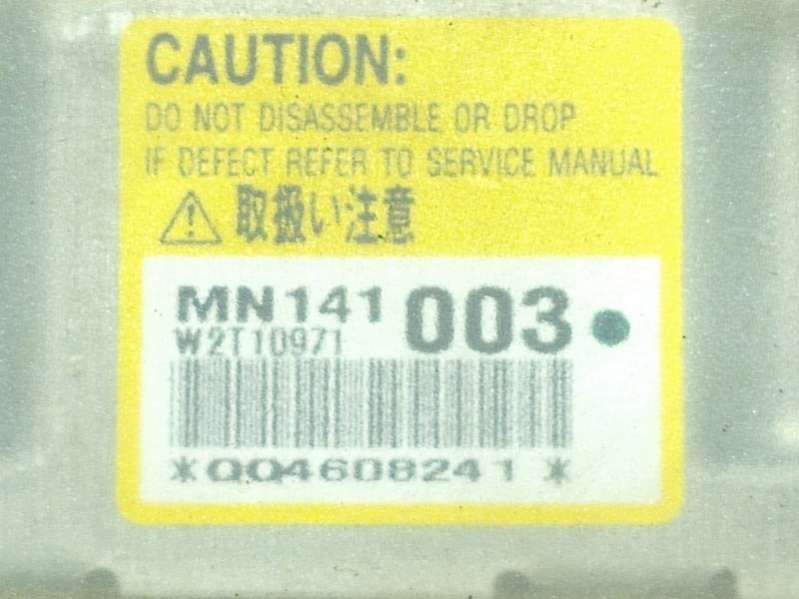 CAUTION:
DO NOT DISASSEMBLE OR DROP
IF DEFECT REFER TO SERVICE MANUAL
取扱い注意
MN141 003
W2T10971
*QQ4608241*